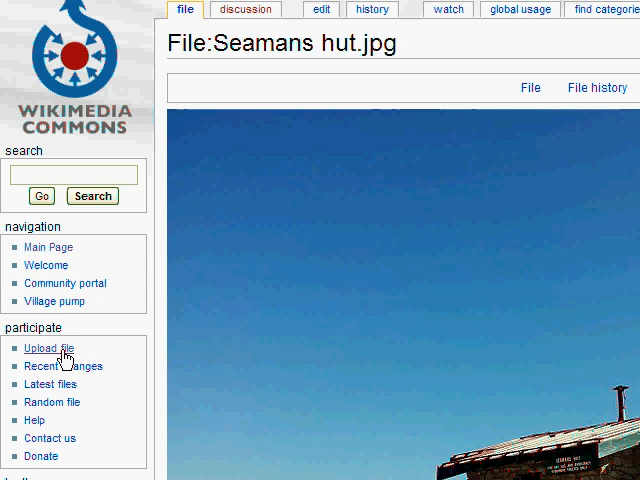 file discussion edit history watch global usage find categorie
File:Seamans hut.jpg
File File history
WIKIMEDIA
COMMONS
search
Go Search
navigation
Main Page
Welcome
Community portal
Village pump
participate
Upload file
Recent changes
Latest files
Random file
Help
Contact us
Donate
SEAMANS HUT